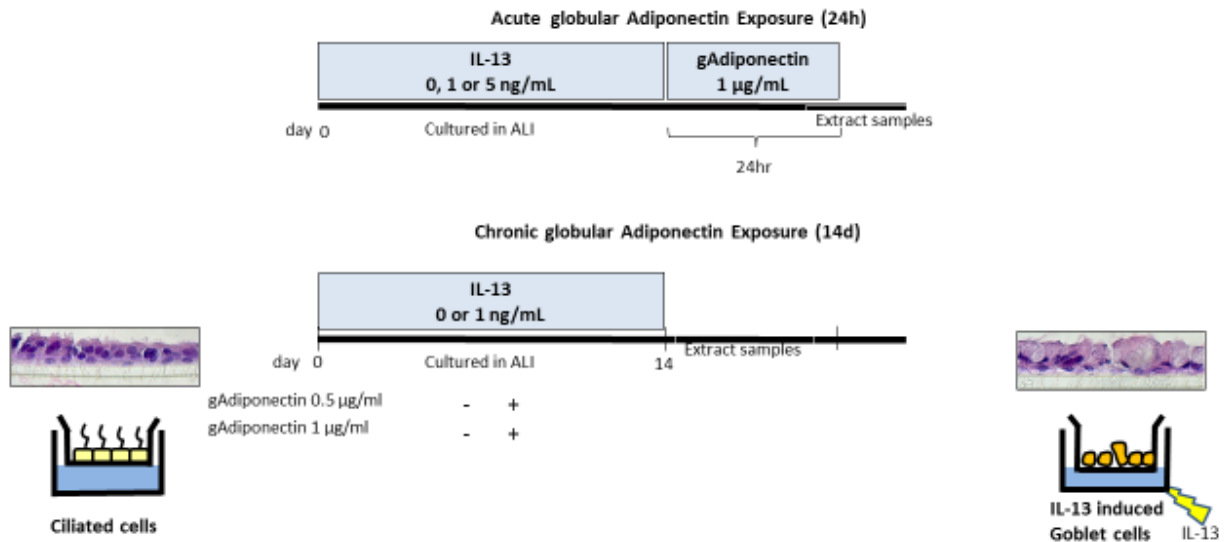 Acute globular Adiponectin Exposure (24h)
IL-13
0, 1 or 5 ng/mL
gAdiponectin
1 µg/mL
day 0
Cultured in ALI
Extract samples
24hr
Chronic globular Adiponectin Exposure (14d)
IL-13
0 or 1 ng/mL
day 0
Cultured in ALI
14
Extract samples
gAdiponectin 0.5 µg/ml - +
gAdiponectin 1 µg/ml - +
Ciliated cells
IL-13 induced
Goblet cells
IL-13